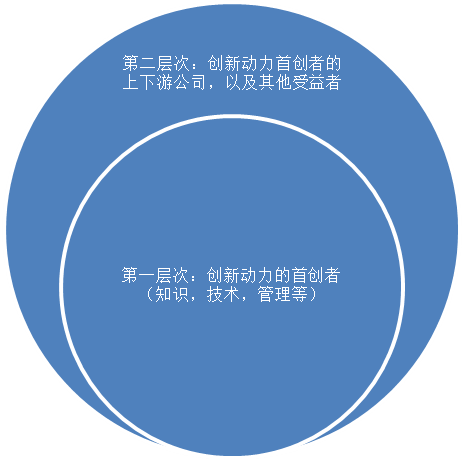 第二层次：创新动力首创者的
上下游公司，以及其他受益者
第一层次：创新动力的首创者
（知识，技术，管理等）